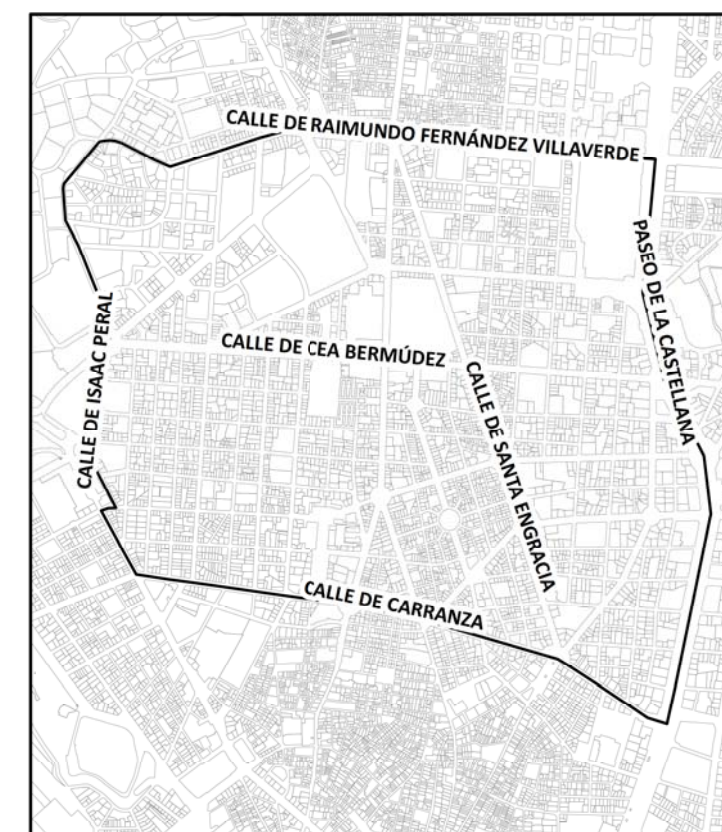 CALLE DE RAIMUNDO FERNÁNDEZ VILLAVERDE
PASEO DE LA CASTELLANA
CALLE DE ISAAC PERAL
CALLE DE CEA BERMÚDEZ
CALLE DE SANTA ENGRACIA
CALLE DE CARRANZA